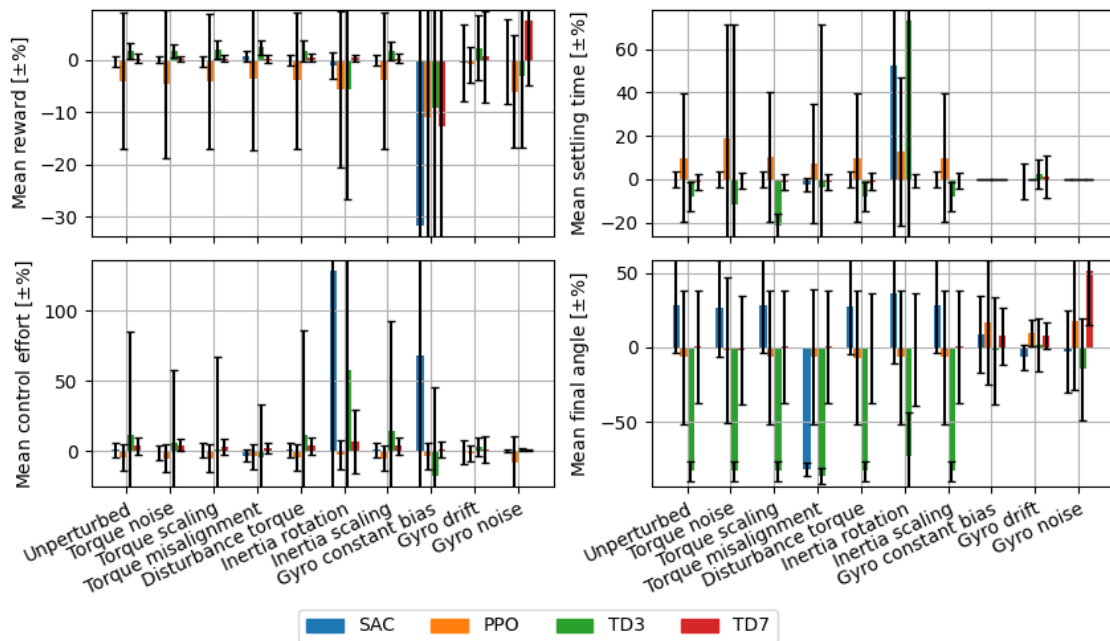 Mean reward [±%]
0
−10
−20
−30
Mean settling time [±%]
60
40
20
0
−20
Mean control effort [±%]
100
50
0
Mean final angle [±%]
50
0
−50
Unperturbed
Torque noise
Torque scaling
Torque misalignment
Disturbance torque
Inertia rotation
Inertia scaling
Gyro constant bias
Gyro drift
Gyro noise
Unperturbed
Torque noise
Torque scaling
Torque misalignment
Disturbance torque
Inertia rotation
Inertia scaling
Gyro constant bias
Gyro drift
Gyro noise
SAC PPO TD3 TD7